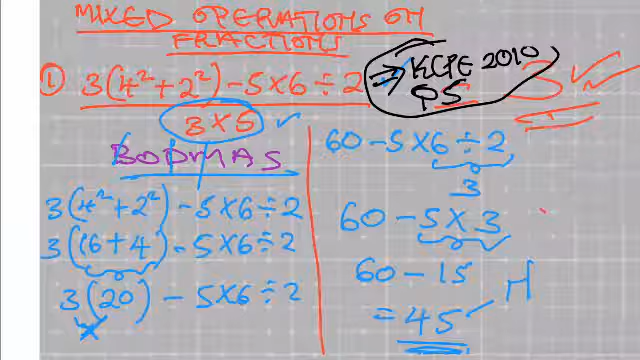 MIXED OPERATIONS ON
FRACTIONS
① 3(4² + 2²) - 5 × 6 ÷ 2
3 × 5
KCPE 2010
Q5
3
BODMAS
3(4² + 2²) - 5 × 6 ÷ 2
3(16 + 4) - 5 × 6 ÷ 2
3(20) - 5 × 6 ÷ 2
60 - 5 × 6 ÷ 2
3
60 - 5 × 3
60 - 15
= 45 H